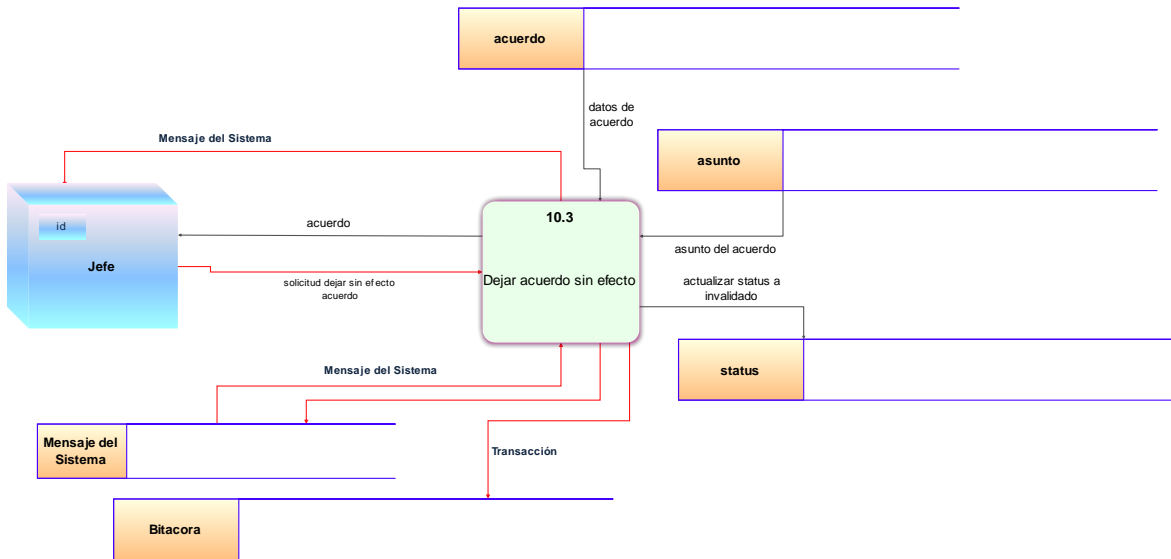 acuerdo
datos de
acuerdo
Mensaje del Sistema
asunto
id
Jefe
acuerdo
10.3
Dejar acuerdo sin efecto
asunto del acuerdo
solicitud dejar sin efecto
acuerdo
actualizar status a
invalidado
status
Mensaje del Sistema
Mensaje del
Sistema
Transacción
Bitacora